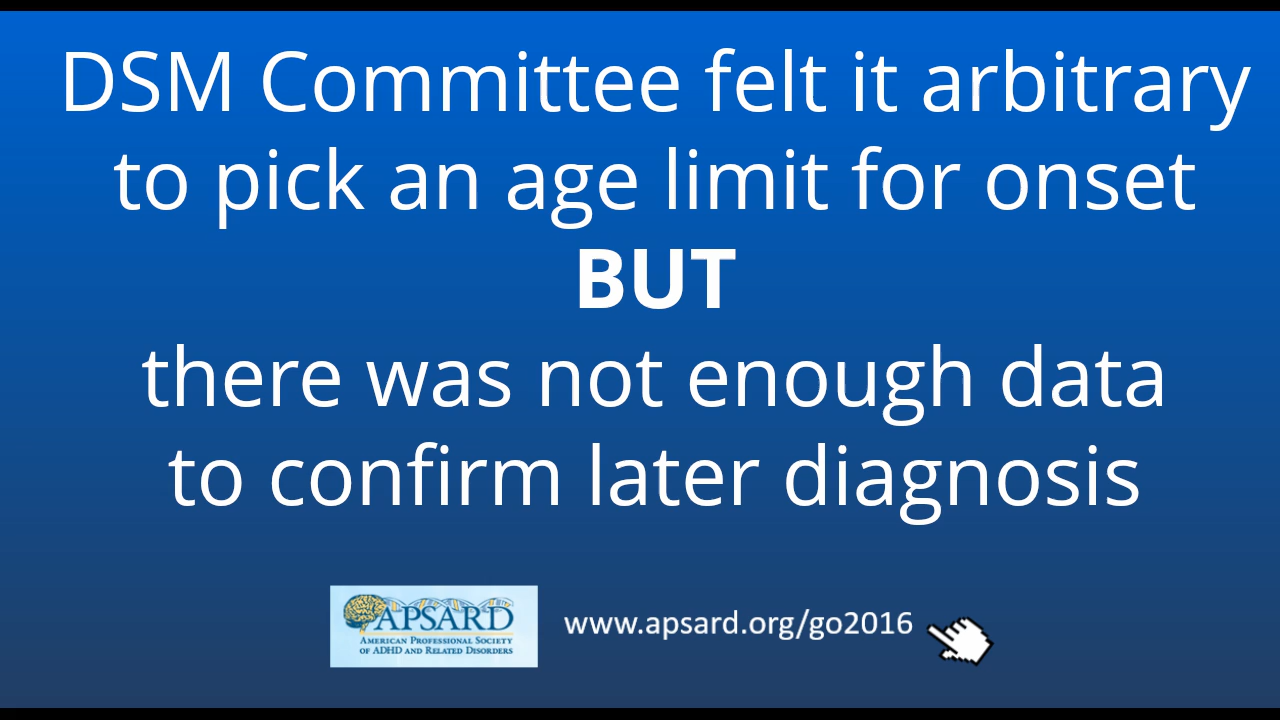 DSM Committee felt it arbitrary
to pick an age limit for onset
BUT
there was not enough data
to confirm later diagnosis
APSARD
AMERICAN PROFESSIONAL SOCIETY
OF ADHD AND RELATED DISORDERS
www.apsard.org/go2016